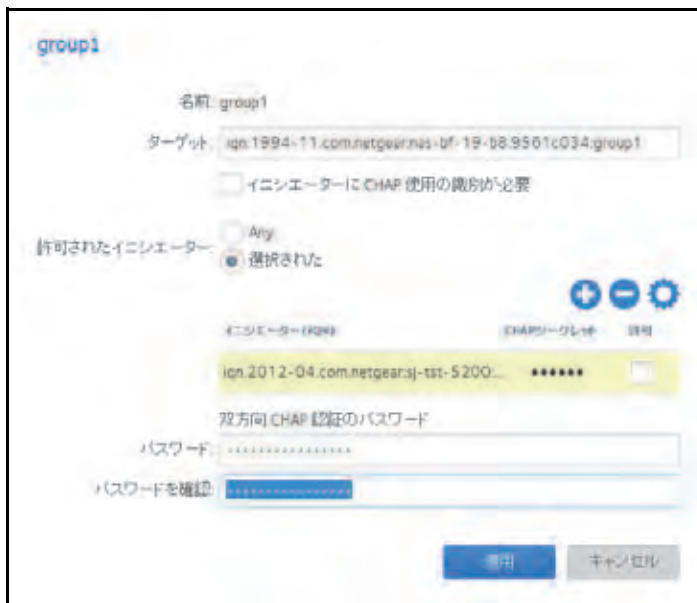 group1
名前: group1
ターゲット: iqn.1994-11.com.netgear:nas-bf-19-b8:9561c034:group1
イニシエーターに CHAP 使用の識別が必要
許可されたイニシエーター:
Any
選択された
イニシエーター (IQN) CHAPシークレット 許可
iqn.2012-04.com.netgear:sj-tst-5200:... ••••••
双方向 CHAP 認証のパスワード
パスワード: ••••••••••••••••
パスワードを確認: ••••••••••••••••
適用 キャンセル